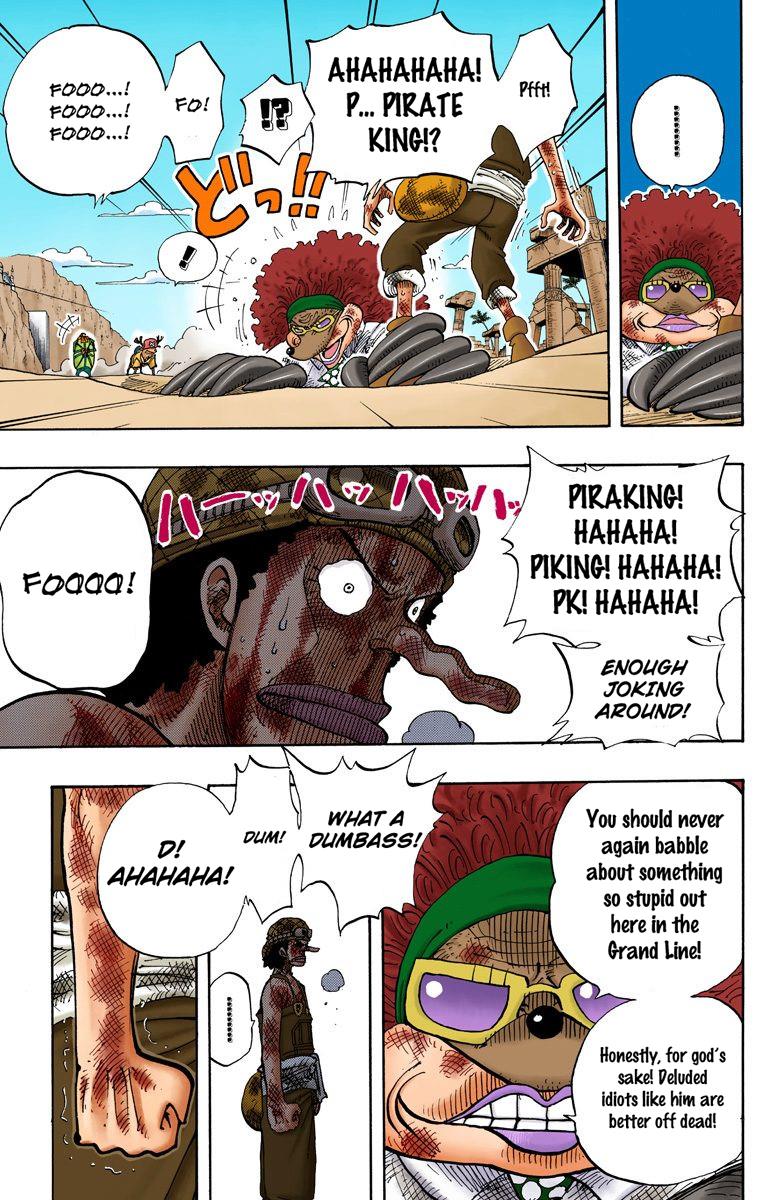 ..........
Pfft!
AHAHAHAHA!
P... PIRATE
KING!?
!?
FO!
FOOO...!
FOOO...!
FOOO...!
!
どっ!!
PIRAKING!
HAHAHA!
PIKING! HAHAHA!
PK! HAHAHA!
ENOUGH
JOKING
AROUND!
ハーッハッハッハッハッ
FOOOO!
You should never
again babble
about something
so stupid out
here in the
Grand Line!
Honestly, for god's
sake! Deluded
idiots like him are
better off dead!
WHAT A
DUMBASS!
DUM!
..........
D!
AHAHAHA!